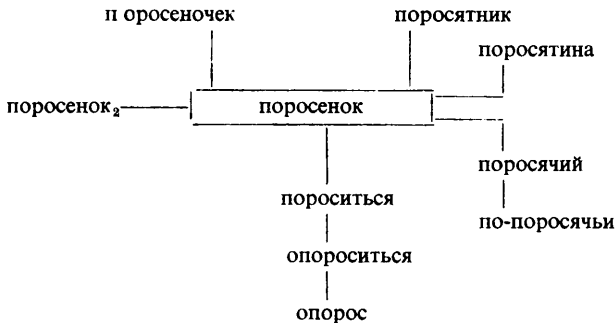 п оросеночек поросятник
поросятина
поросенок₂ поросенок
поросячий
пороситься
по-поросячьи
опороситься
опорос